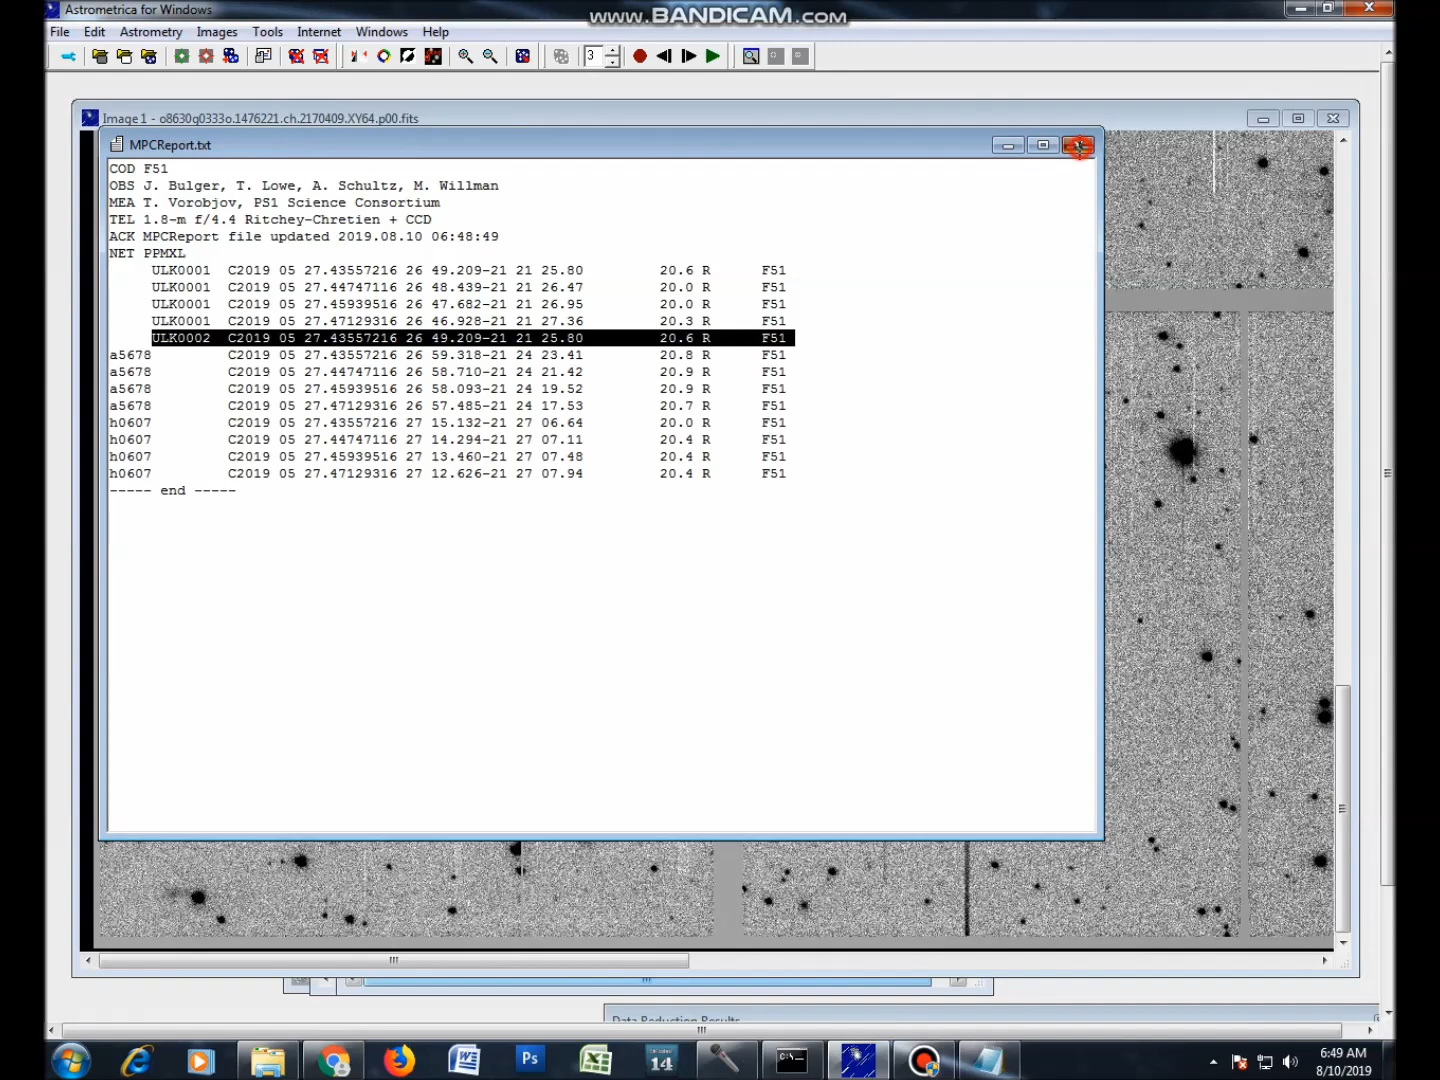 Astrometrica for Windows
www.BANDICAM.com
File Edit Astrometry Images Tools Internet Windows Help
3
Image 1 - o8630g0333o.1476221.ch.2170409.XY64.p00.fits
MPCReport.txt
COD F51
OBS J. Bulger, T. Lowe, A. Schultz, M. Willman
MEA T. Vorobjov, PS1 Science Consortium
TEL 1.8-m f/4.4 Ritchey-Chretien + CCD
ACK MPCReport file updated 2019.08.10 06:48:49
NET PPMXL
ULK0001 C2019 05 27.43557216 26 49.209-21 21 25.80 20.6 R F51
ULK0001 C2019 05 27.44747116 26 48.439-21 21 26.47 20.0 R F51
ULK0001 C2019 05 27.45939516 26 47.682-21 21 26.95 20.0 R F51
ULK0001 C2019 05 27.47129316 26 46.928-21 21 27.36 20.3 R F51
ULK0002 C2019 05 27.43557216 26 49.209-21 21 25.80 20.6 R F51
a5678 C2019 05 27.43557216 26 59.318-21 24 23.41 20.8 R F51
a5678 C2019 05 27.44747116 26 58.710-21 24 21.42 20.9 R F51
a5678 C2019 05 27.45939516 26 58.093-21 24 19.52 20.9 R F51
a5678 C2019 05 27.47129316 26 57.485-21 24 17.53 20.7 R F51
h0607 C2019 05 27.43557216 27 15.132-21 27 06.64 20.0 R F51
h0607 C2019 05 27.44747116 27 14.294-21 27 07.11 20.4 R F51
h0607 C2019 05 27.45939516 27 13.460-21 27 07.48 20.4 R F51
h0607 C2019 05 27.47129316 27 12.626-21 27 07.94 20.4 R F51
----- end -----
Data Reduction Results
Ps
14
6:49 AM
8/10/2019